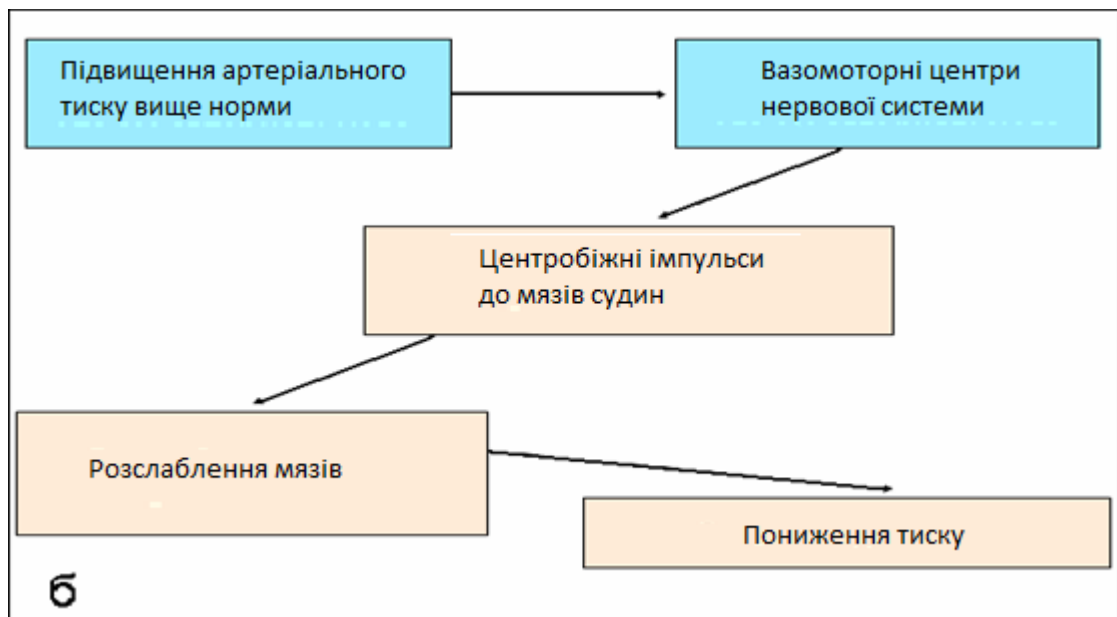 Підвищення артеріального
тиску вище норми
Вазомоторні центри
нервової системи
Центробіжні імпульси
до мязів судин
Розслаблення мязів
Пониження тиску
б